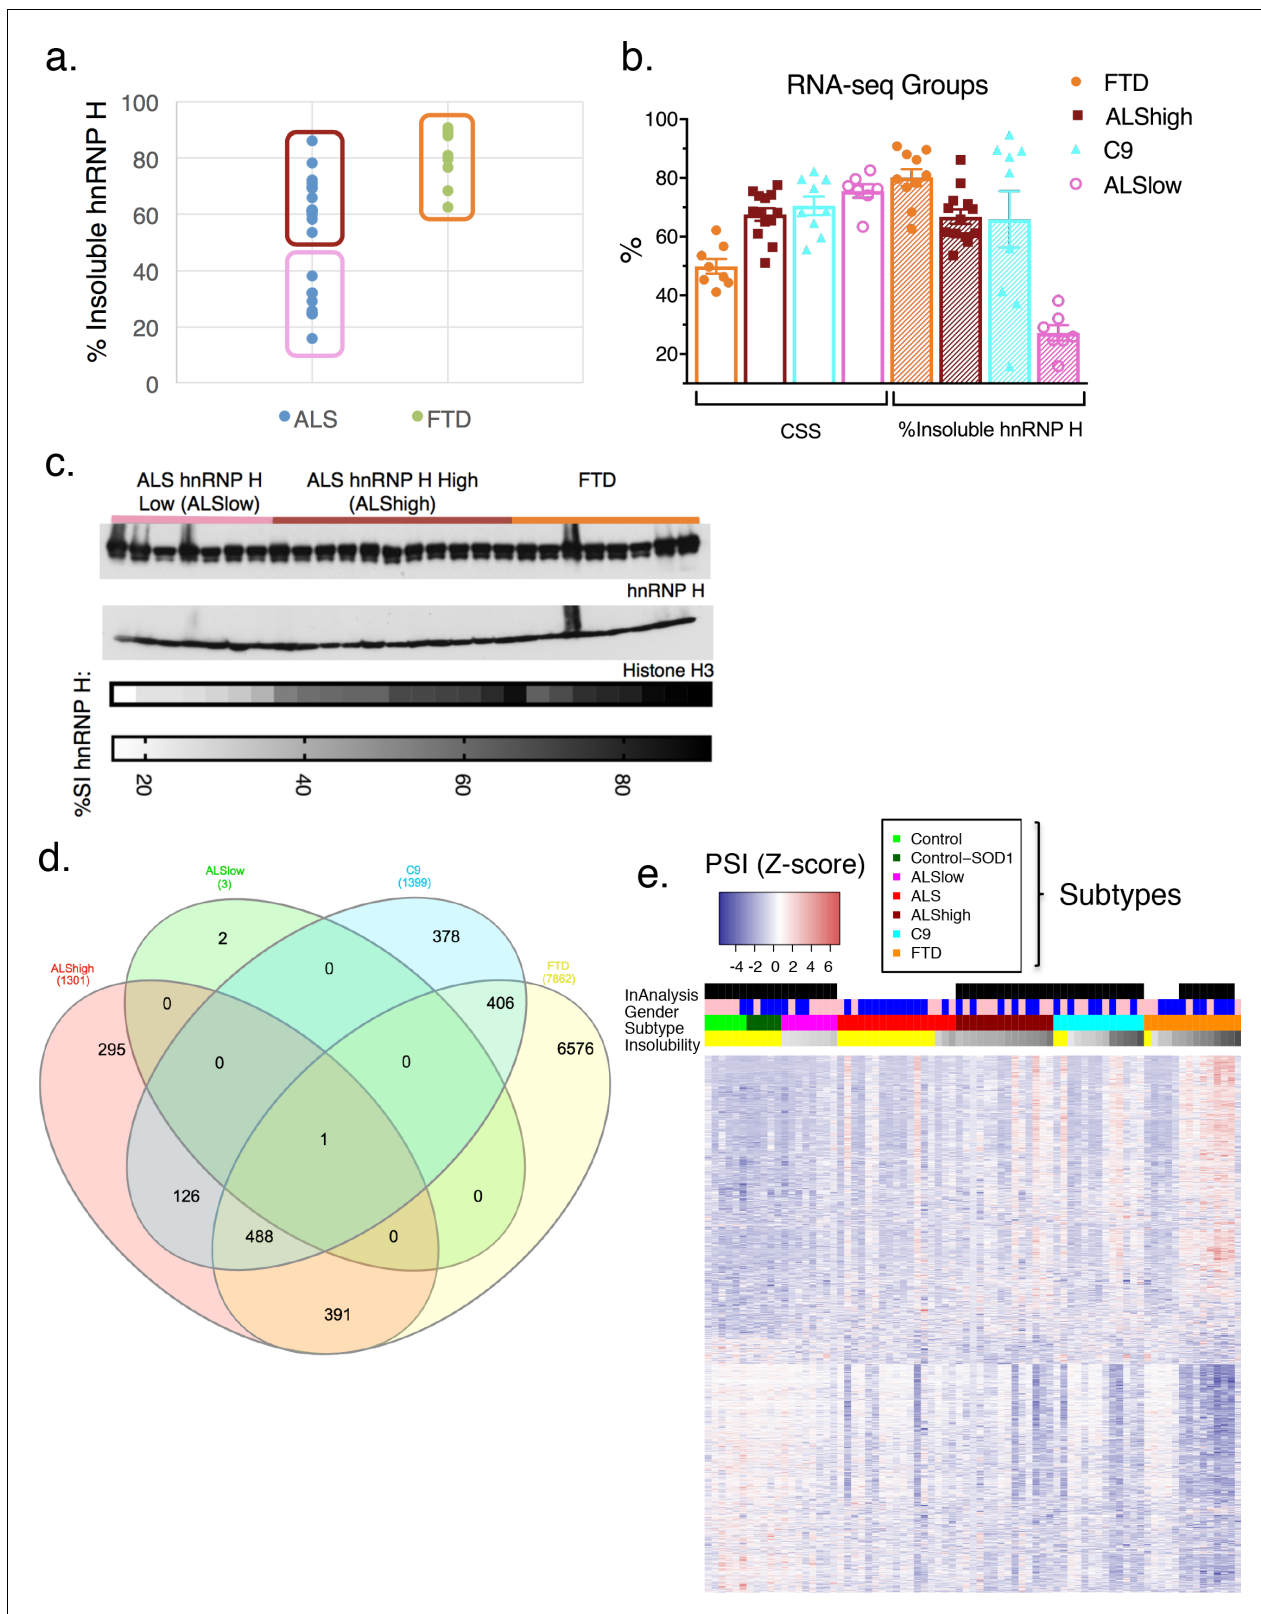 a.
% Insoluble hnRNP H
100
80
60
40
20
0
ALS
FTD
b.
RNA-seq Groups
FTD
ALShigh
C9
ALSlow
%
100
80
60
40
20
CSS
%Insoluble hnRNP H
c.
ALS hnRNP H
Low (ALSlow)
ALS hnRNP H High
(ALShigh)
FTD
hnRNP H
Histone H3
%SI hnRNP H:
20
40
60
80
d.
ALSlow
(3)
C9
(1399)
ALShigh
(1301)
FTD
(7862)
2
378
0
0
406
295
0
0
6576
1
126
0
488
0
391
e.
PSI (Z-score)
-4 -2 0 2 4 6
Control
Control-SOD1
ALSlow
ALS
ALShigh
C9
FTD
Subtypes
InAnalysis
Gender
Subtype
Insolubility